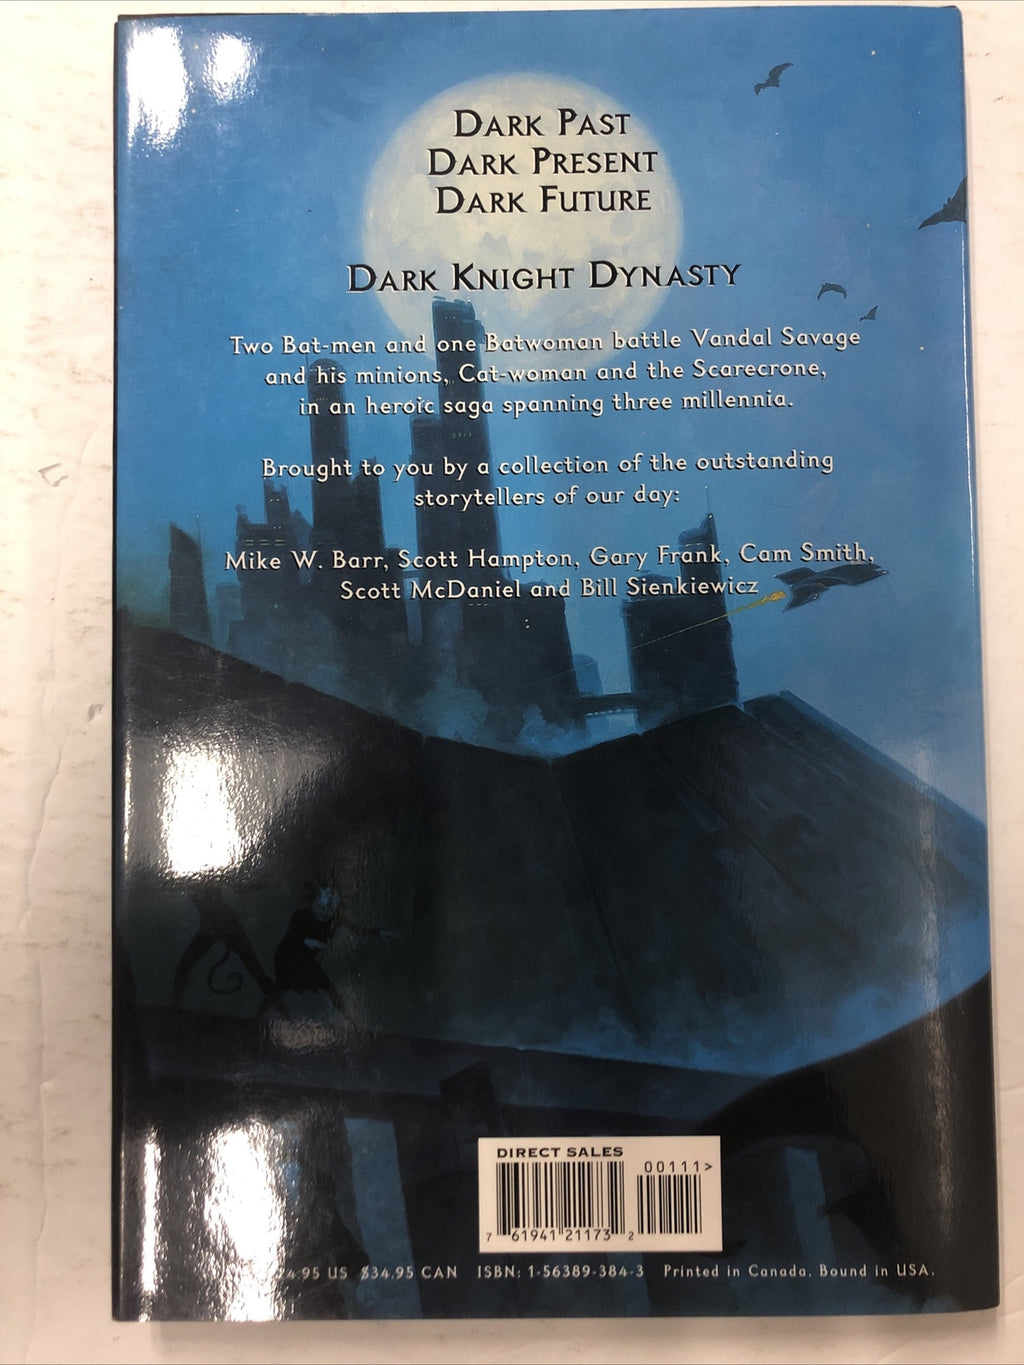 DARK PAST
DARK PRESENT
DARK FUTURE
DARK KNIGHT DYNASTY
Two Bat-men and one Batwoman battle Vandal Savage
and his minions, Cat-woman and the Scarecrone,
in an heroic saga spanning three millennia.
Brought to you by a collection of the outstanding
storytellers of our day:
Mike W. Barr, Scott Hampton, Gary Frank, Cam Smith,
Scott McDaniel and Bill Sienkiewicz
DIRECT SALES
00111>
7 61941 21173 2
4.95 US $34.95 CAN ISBN: 1-56389-384-3 Printed in Canada. Bound in USA.